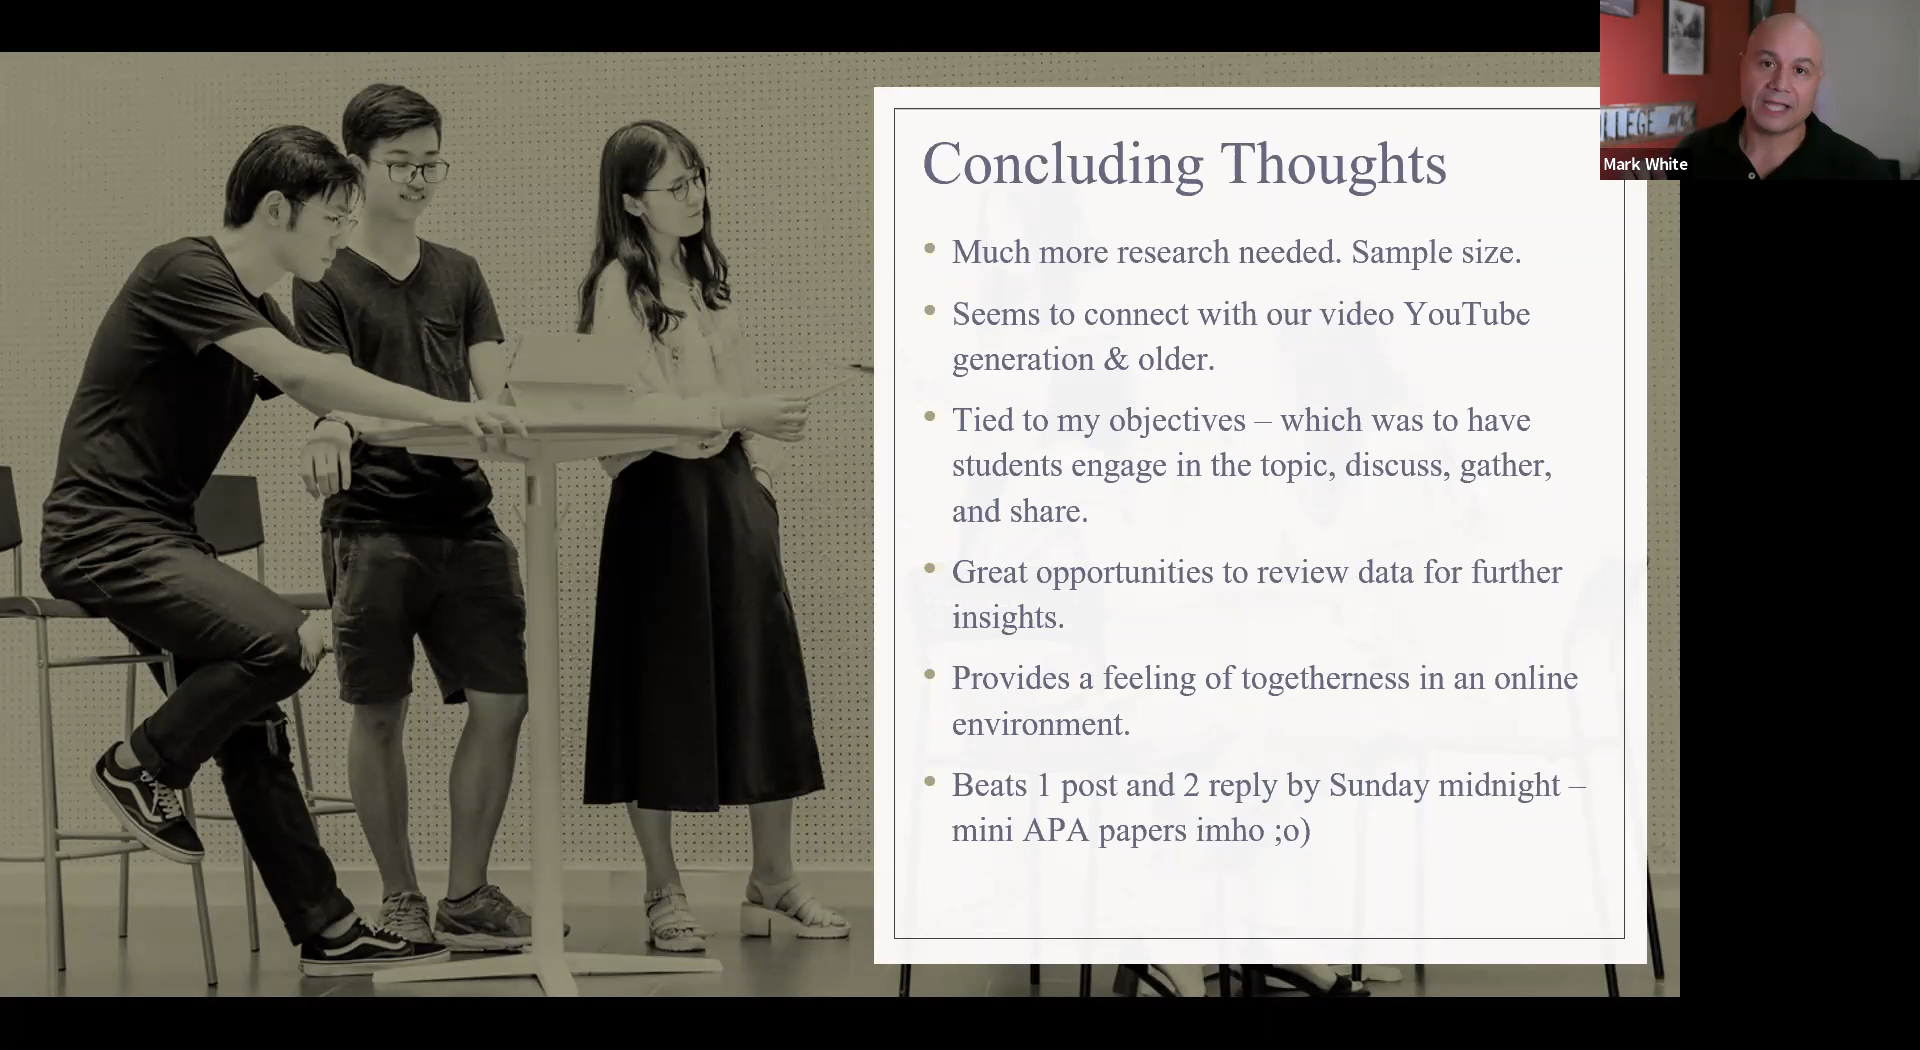 Concluding Thoughts
Much more research needed. Sample size.
Seems to connect with our video YouTube
generation & older.
Tied to my objectives – which was to have
students engage in the topic, discuss, gather,
and share.
Great opportunities to review data for further
insights.
Provides a feeling of togetherness in an online
environment.
Beats 1 post and 2 reply by Sunday midnight –
mini APA papers imho ;o)
Mark White